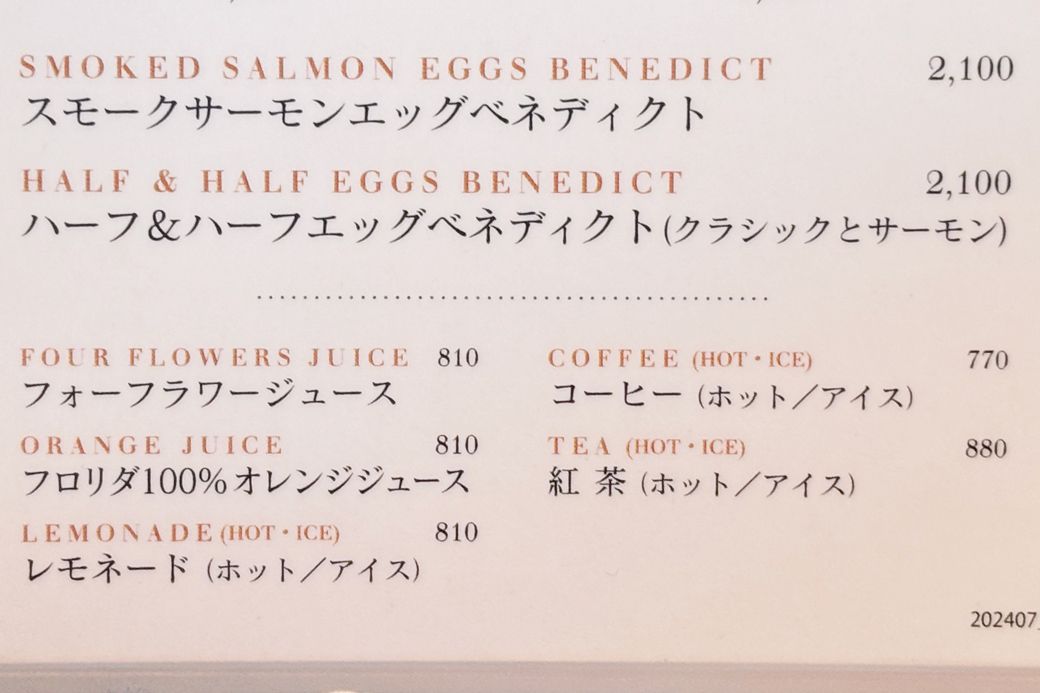 SMOKED SALMON EGGS BENEDICT 2,100
スモークサーモンエッグベネディクト
HALF & HALF EGGS BENEDICT 2,100
ハーフ&ハーフエッグベネディクト(クラシックとサーモン)
FOUR FLOWERS JUICE 810
フォーフラワージュース
ORANGE JUICE 810
フロリダ100%オレンジジュース
LEMONADE (HOT・ICE) 810
レモネード (ホット/アイス)
COFFEE (HOT・ICE) 770
コーヒー (ホット/アイス)
TEA (HOT・ICE) 880
紅 茶 (ホット/アイス)
202407_